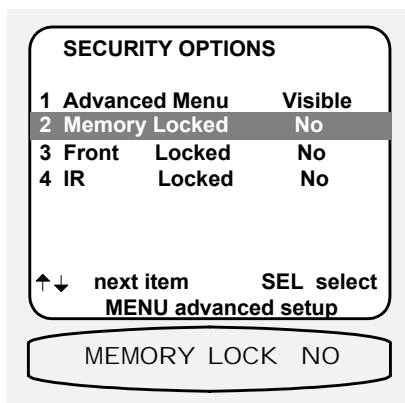 SECURITY OPTIONS
1 Advanced Menu Visible
2 Memory Locked No
3 Front Locked No
4 IR Locked No
↑↓ next item SEL select
MENU advanced setup
MEMORY LOCK NO